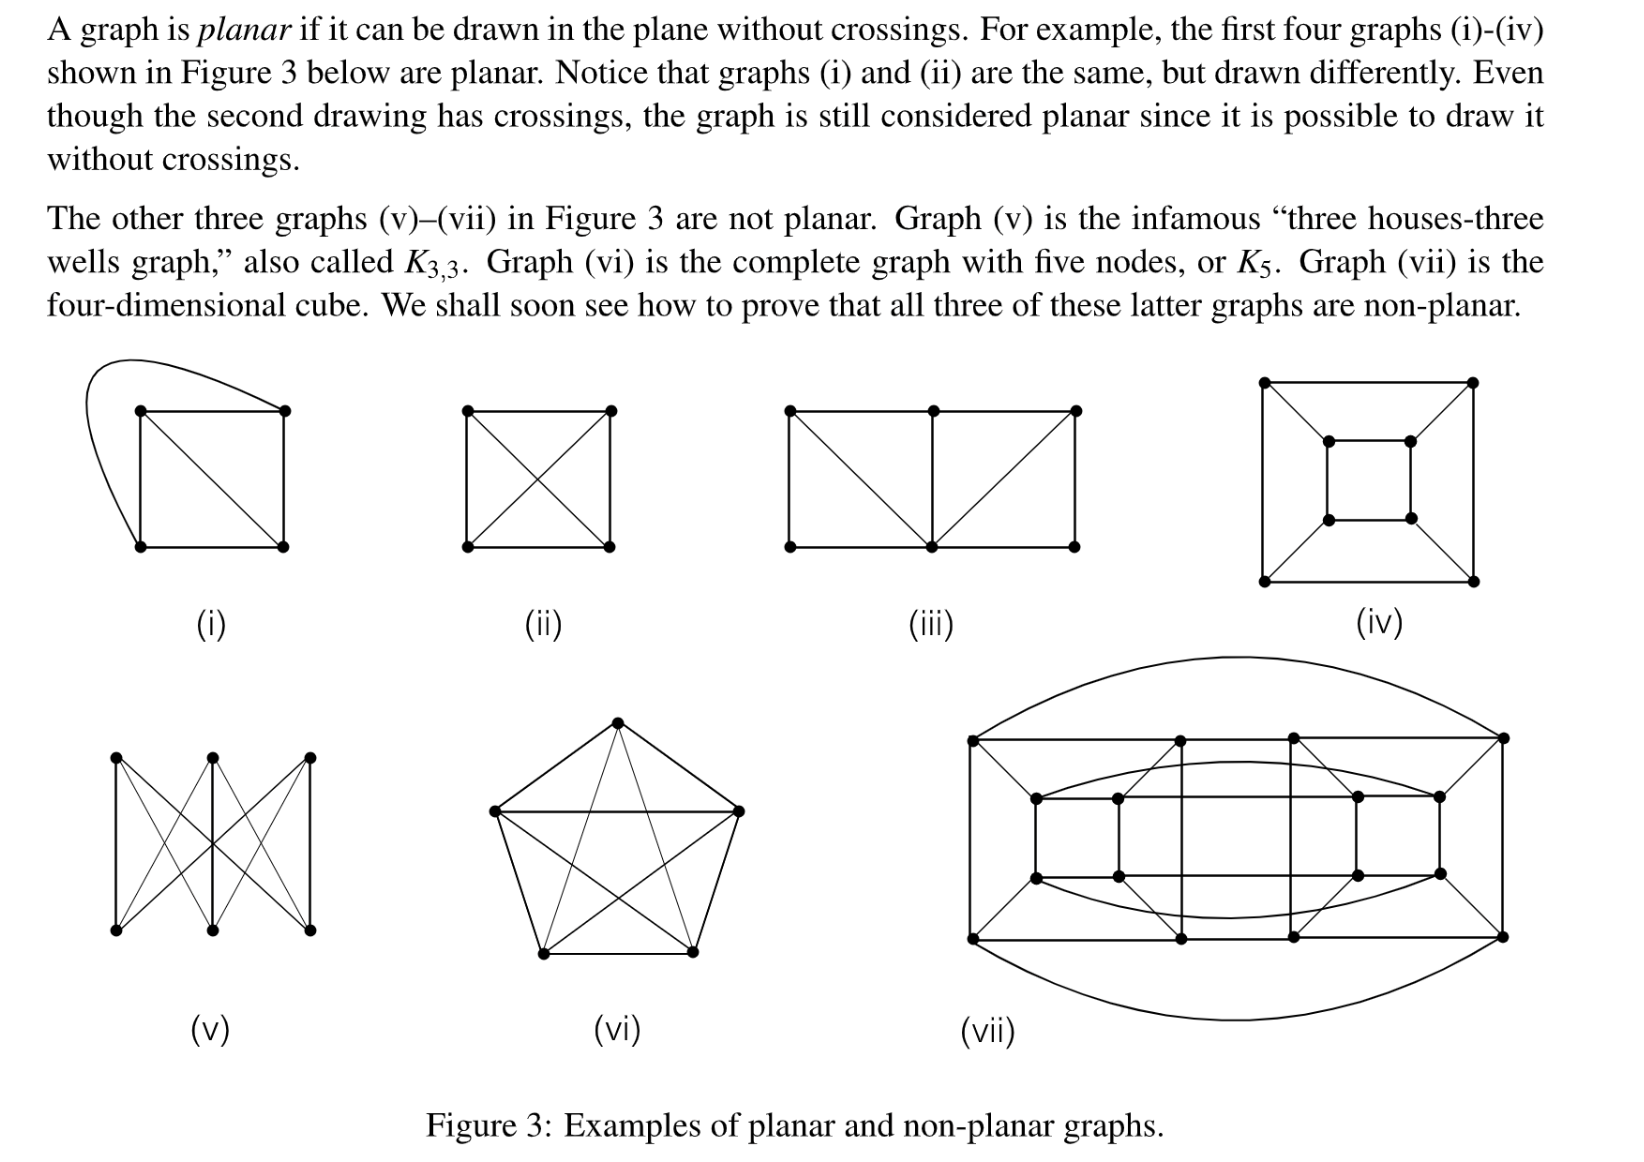 A graph is planar if it can be drawn in the plane without crossings. For example, the first four graphs (i)-(iv)
shown in Figure 3 below are planar. Notice that graphs (i) and (ii) are the same, but drawn differently. Even
though the second drawing has crossings, the graph is still considered planar since it is possible to draw it
without crossings.
The other three graphs (v)–(vii) in Figure 3 are not planar. Graph (v) is the infamous “three houses-three
wells graph,” also called K3,3. Graph (vi) is the complete graph with five nodes, or K5. Graph (vii) is the
four-dimensional cube. We shall soon see how to prove that all three of these latter graphs are non-planar.
(i) (ii) (iii) (iv)
(v) (vi) (vii)
Figure 3: Examples of planar and non-planar graphs.